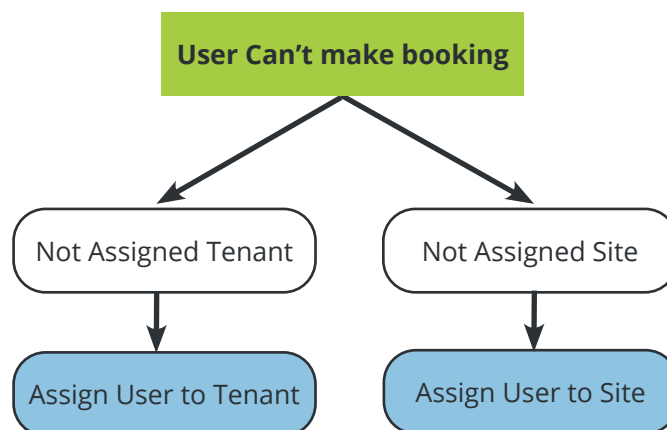 User Can’t make booking
Not Assigned Tenant
Not Assigned Site
Assign User to Tenant
Assign User to Site